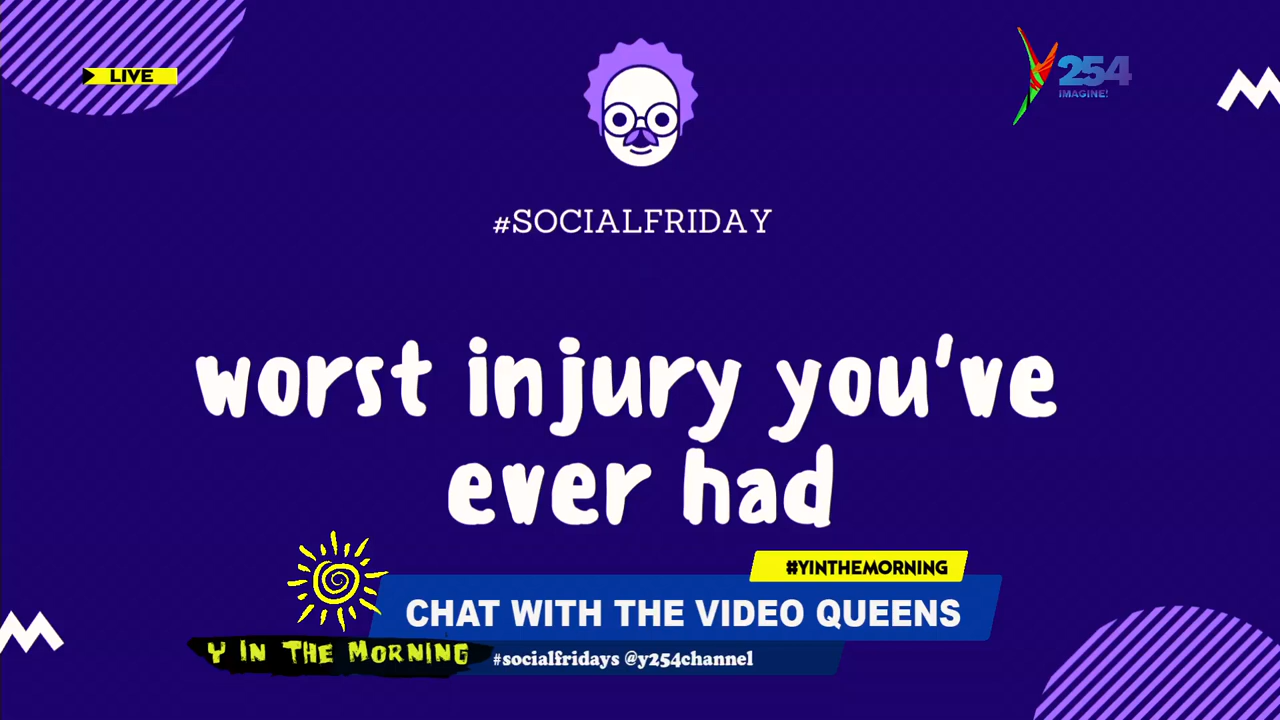 LIVE
254
IMAGINE!
#SOCIALFRIDAY
worst injury you've
ever had
#YINTHEMORNING
CHAT WITH THE VIDEO QUEENS
Y IN THE MORNING
#socialfridays @y254channel